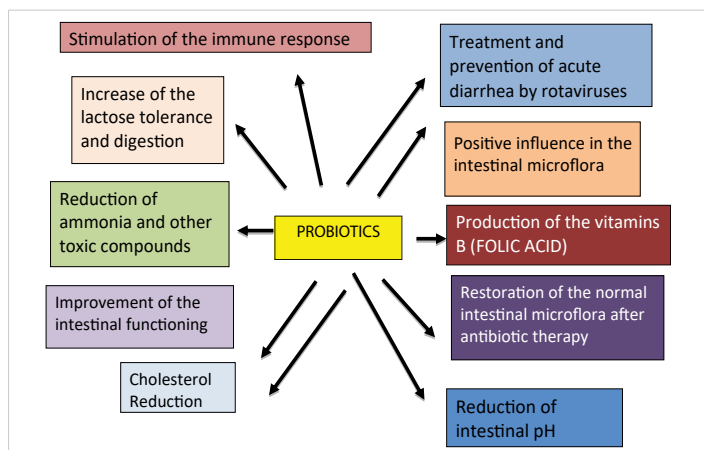 Stimulation of the immune response
Treatment and
prevention of acute
diarrhea by rotaviruses
Increase of the
lactose tolerance
and digestion
Positive influence in the
intestinal microflora
Reduction of
ammonia and other
toxic compounds
PROBIOTICS
Production of the vitamins
B (FOLIC ACID)
Improvement of the
intestinal functioning
Restoration of the normal
intestinal microflora after
antibiotic therapy
Cholesterol
Reduction
Reduction of
intestinal pH